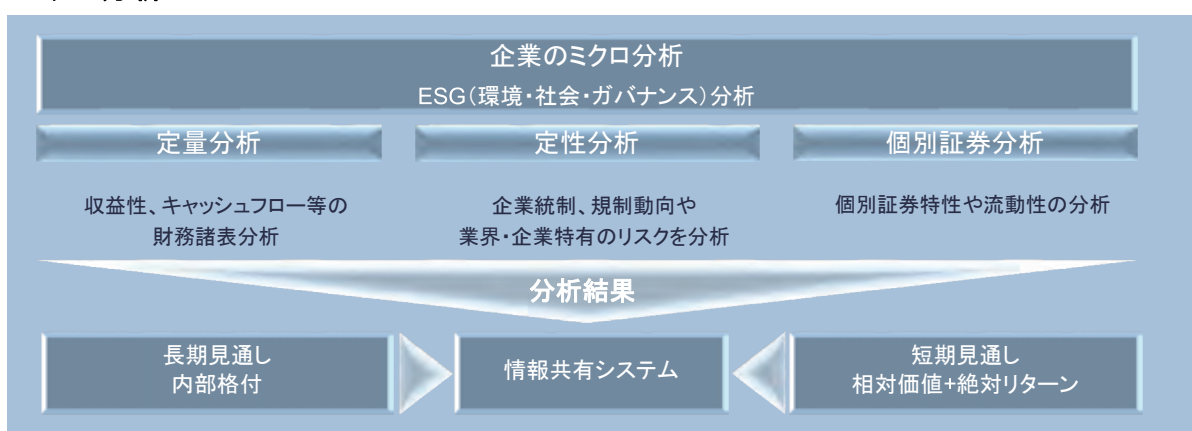 企業のミクロ分析
ESG(環境・社会・ガバナンス)分析
定量分析
定性分析
個別証券分析
収益性、キャッシュフロー等の
財務諸表分析
企業統制、規制動向や
業界・企業特有のリスクを分析
個別証券特性や流動性の分析
分析結果
長期見通し
内部格付
情報共有システム
短期見通し
相対価値+絶対リターン